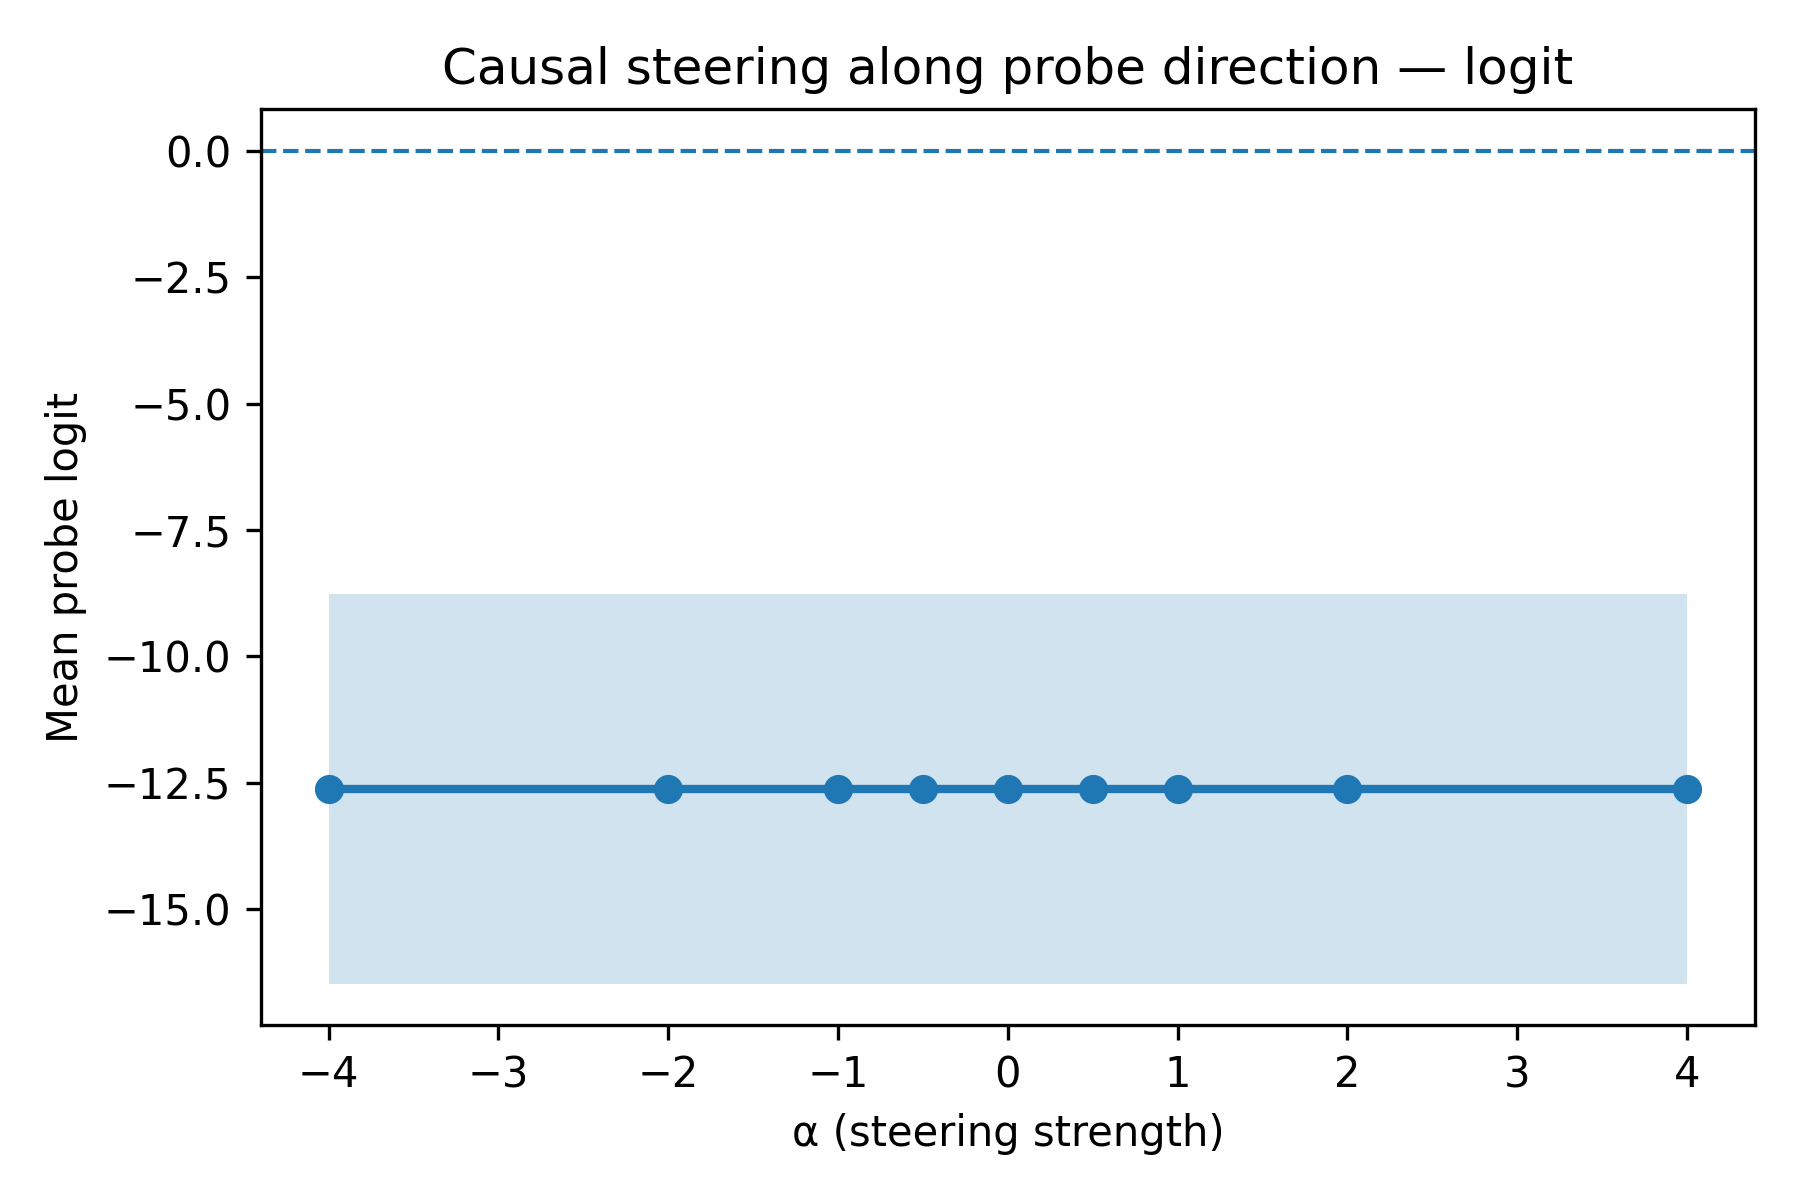 Causal steering along probe direction — logit
Mean probe logit
0.0
−2.5
−5.0
−7.5
−10.0
−12.5
−15.0
−4 −3 −2 −1 0 1 2 3 4
α (steering strength)